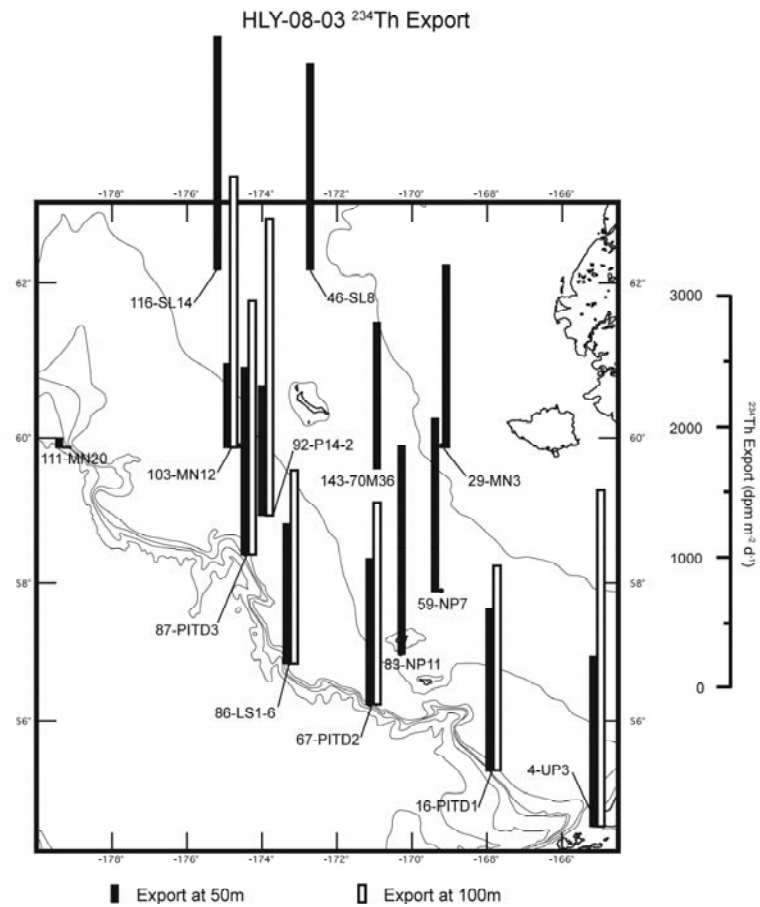 HLY-08-03 ²³⁴Th Export
-178° -176° -174° -172° -170° -168° -166°
62° 62°
116-SL14 46-SL8
3000
60° 60°
2000
111-MN20 92-P14-2
103-MN12 143-70M36 29-MN3
²³⁴Th Export (dpm m⁻² d⁻¹)
58° 58°
1000
59-NP7
87-PITD3
83-NP11
0
86-LS1-6
56° 56°
67-PITD2
4-UP3
16-PITD1
-178° -176° -174° -172° -170° -168° -166°
Export at 50m Export at 100m